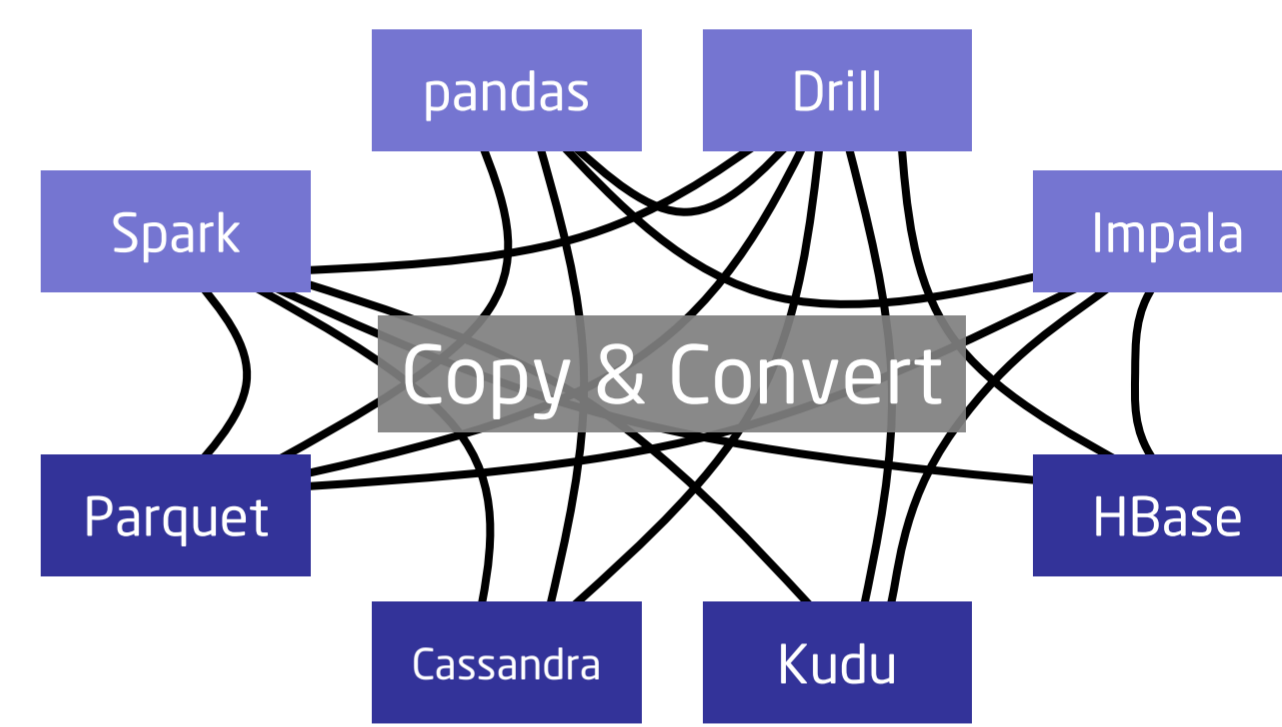 pandas
Drill
Spark
Impala
Copy & Convert
Parquet
HBase
Cassandra
Kudu